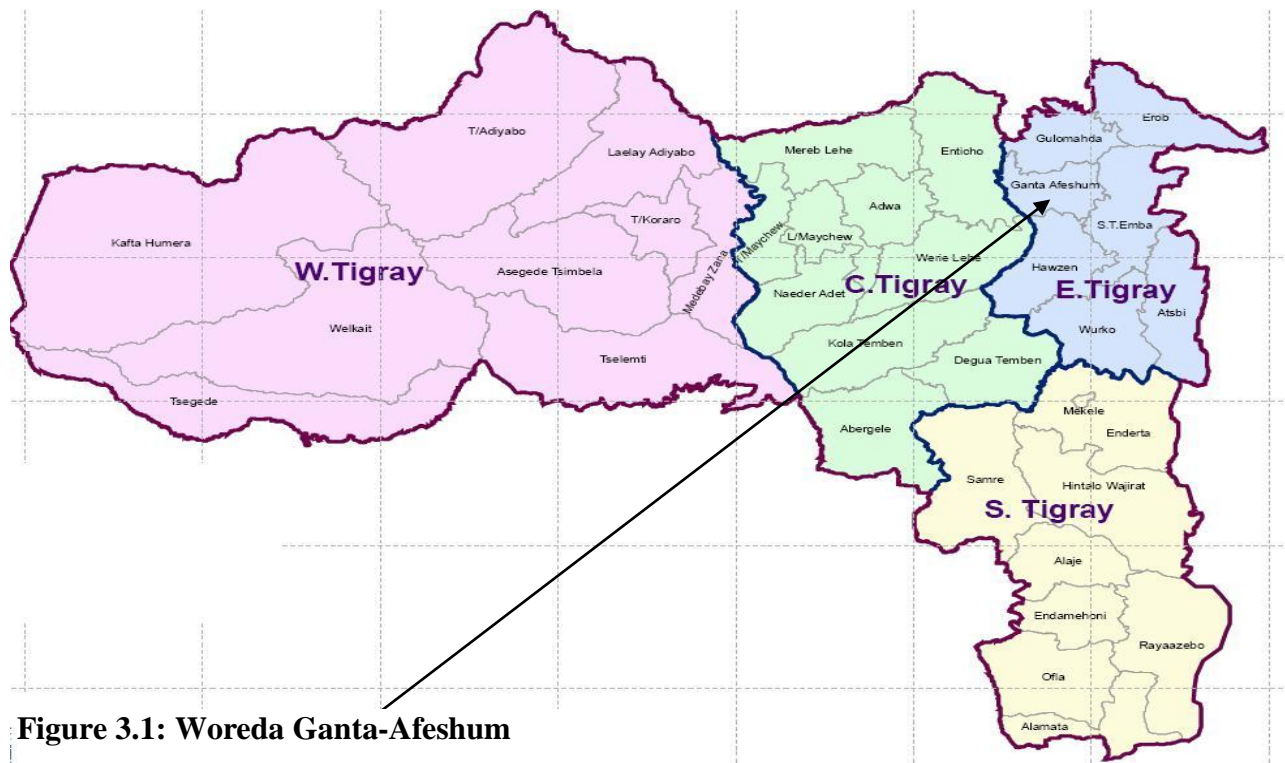 Erob
T/Adiyabo
Gulomahda
Laelay Adiyabo
Mereb Lehe
Enticho
Ganta Afeshum
Adwa
T/Koraro
S.T.Emba
L/Maychew
/Maychew
Kafta Humera
Werie Lehe
W.Tigray
Asegede Tsimbela
Medebay Zana
Hawzen
C.Tigray
E.Tigray
Naeder Adet
Atsbi
Welkait
Wurko
Kola Temben
Tselemti
Degua Temben
Tsegede
Mekele
Abergele
Enderta
Samre
Hintalo Wajirat
S. Tigray
Alaje
Endamehoni
Rayaazebo
Ofla
Alamata
Figure 3.1: Woreda Ganta-Afeshum